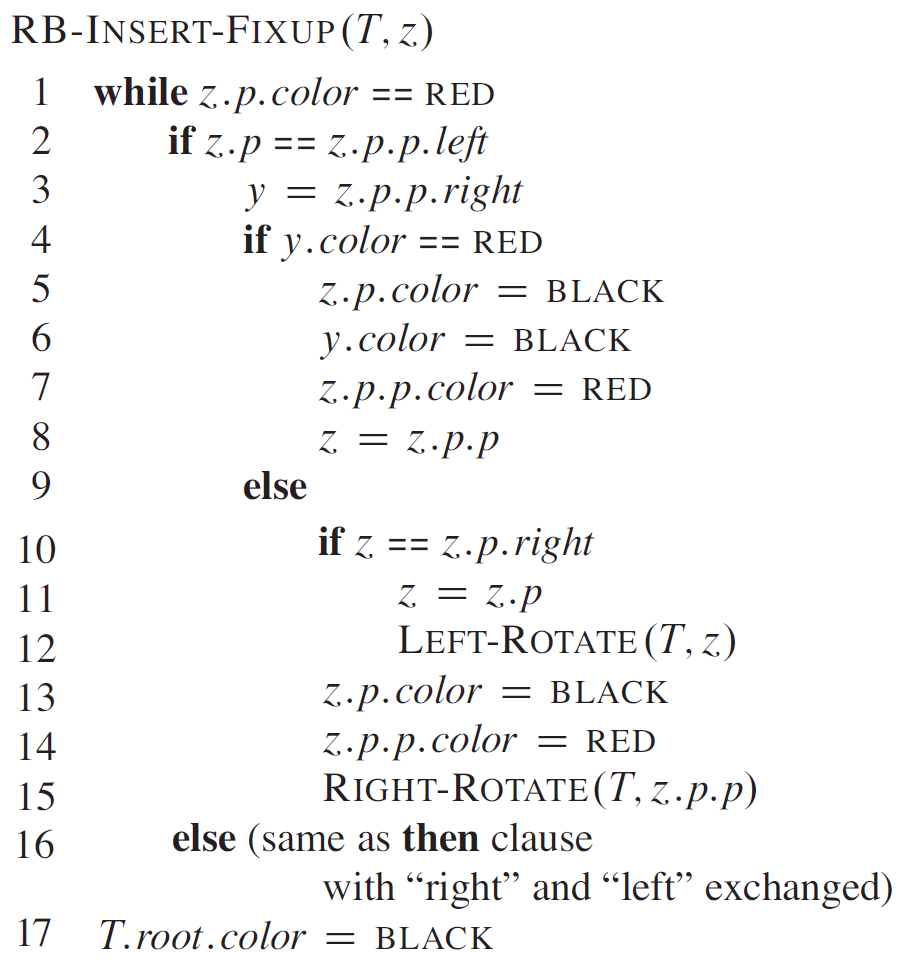 RB-INSERT-FIXUP(T, z)
1 while z.p.color == RED
2 if z.p == z.p.p.left
3 y = z.p.p.right
4 if y.color == RED
5 z.p.color = BLACK
6 y.color = BLACK
7 z.p.p.color = RED
8 z = z.p.p
9 else
10 if z == z.p.right
11 z = z.p
12 LEFT-ROTATE(T, z)
13 z.p.color = BLACK
14 z.p.p.color = RED
15 RIGHT-ROTATE(T, z.p.p)
16 else (same as then clause
with “right” and “left” exchanged)
17 T.root.color = BLACK